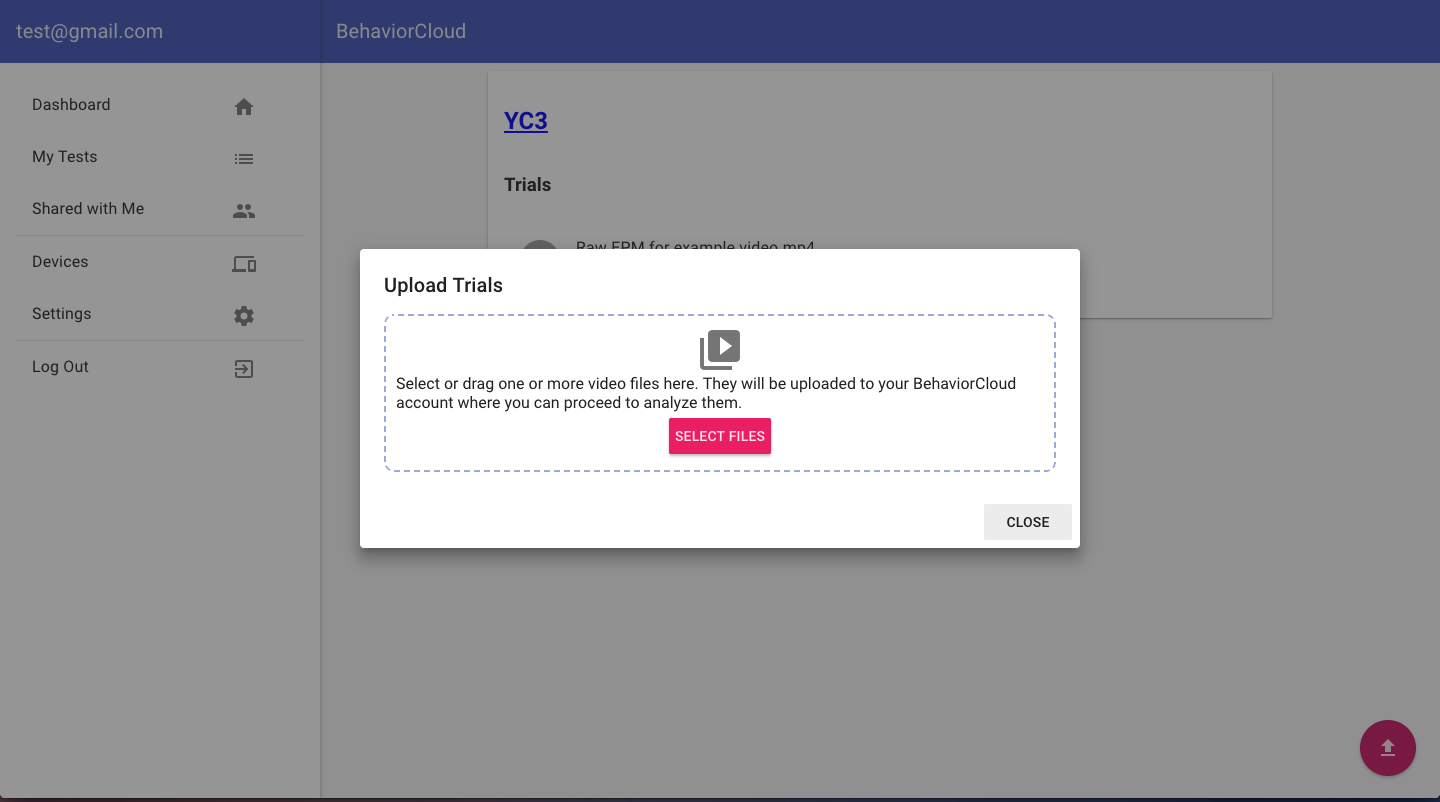 test@gmail.com
BehaviorCloud
Dashboard
My Tests
Shared with Me
Devices
Settings
Log Out
YC3
Trials
Raw EPM for example video.mp4
Upload Trials
Select or drag one or more video files here. They will be uploaded to your BehaviorCloud
account where you can proceed to analyze them.
SELECT FILES
CLOSE